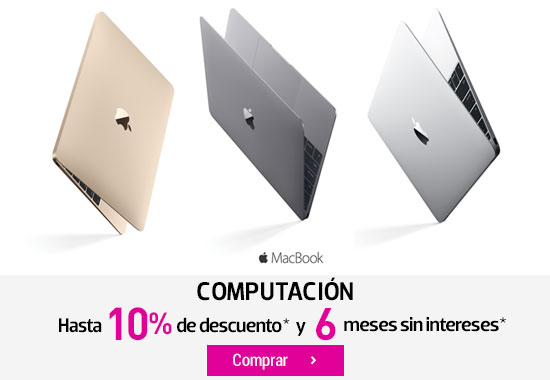 MacBook
COMPUTACIÓN
Hasta 10% de descuento* y 6 meses sin intereses*
Comprar >